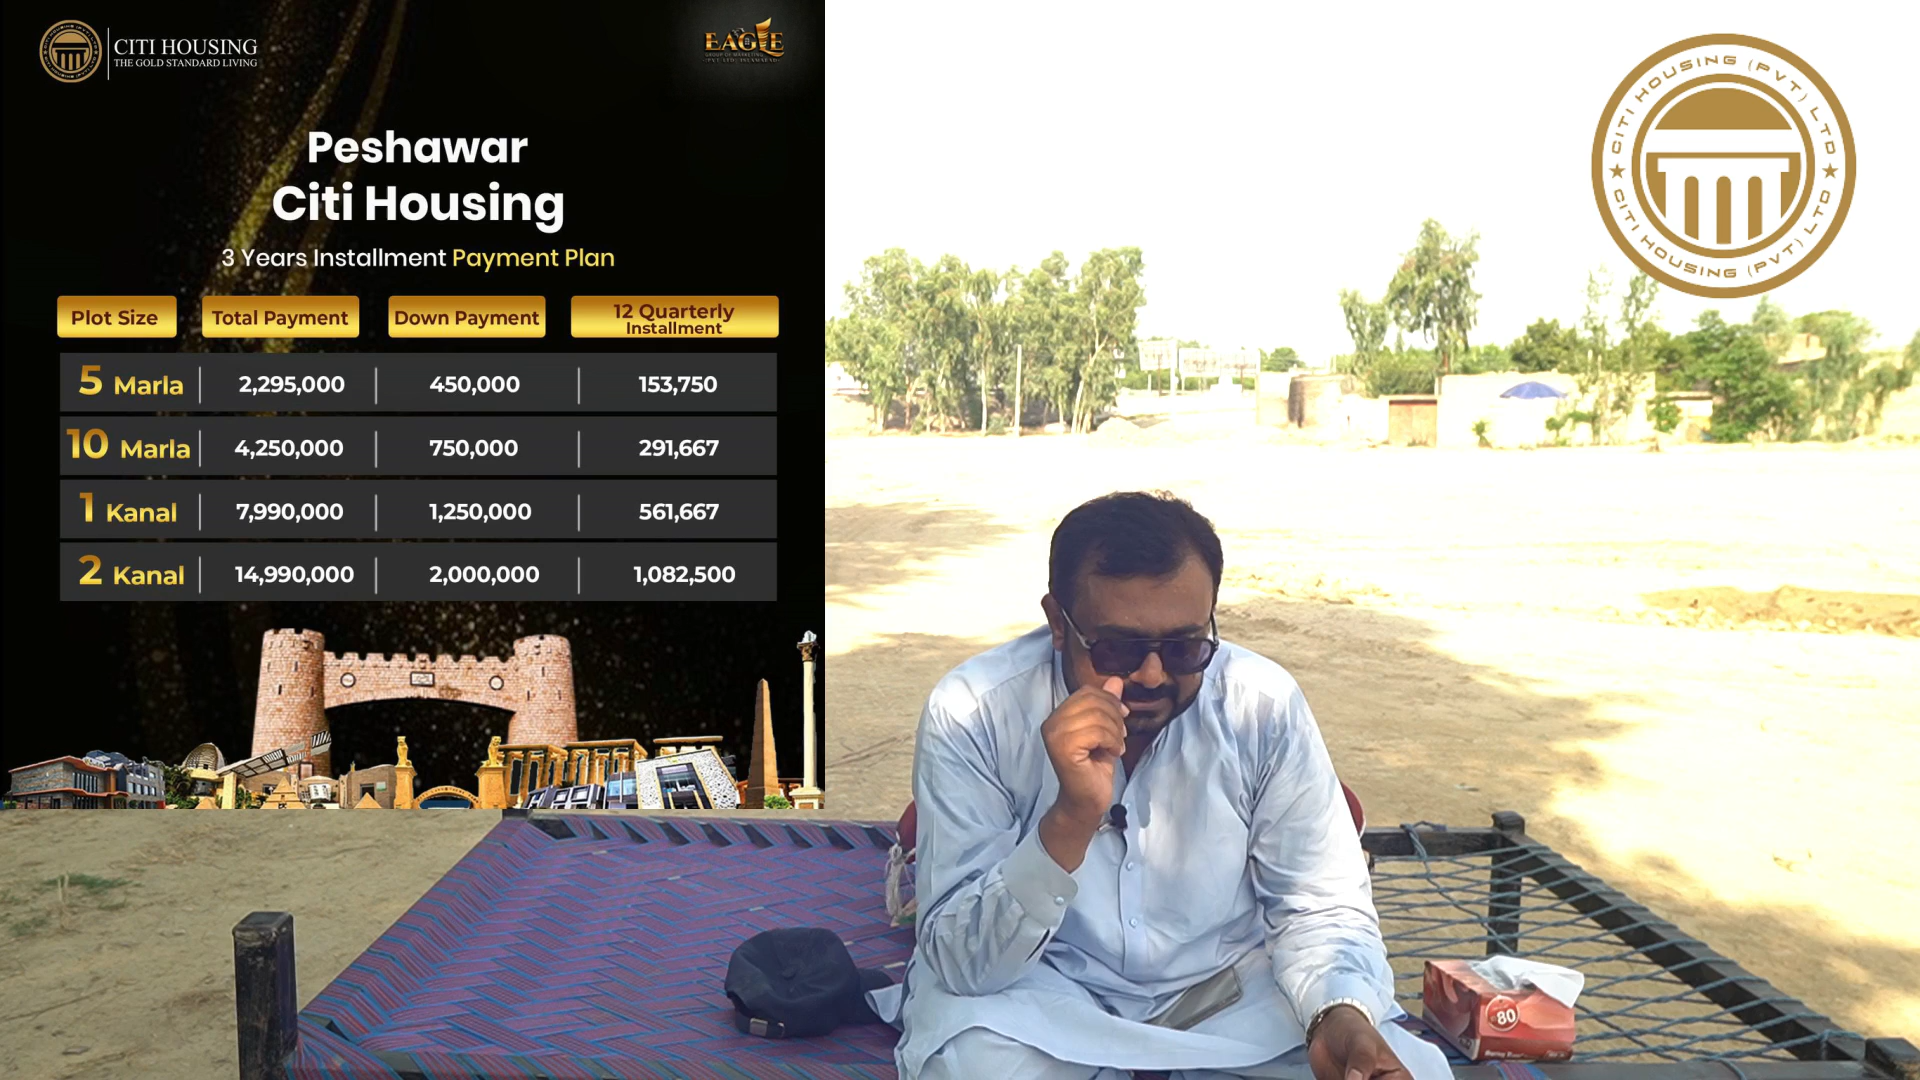 CITI HOUSING
THE GOLD STANDARD LIVING
EAGLE
Peshawar
Citi Housing
3 Years Installment Payment Plan
Plot Size Total Payment Down Payment 12 Quarterly Installment
5 Marla 2,295,000 450,000 153,750
10 Marla 4,250,000 750,000 291,667
1 Kanal 7,990,000 1,250,000 561,667
2 Kanal 14,990,000 2,000,000 1,082,500
CITI HOUSING (PVT) LTD
CITI HOUSING (PVT) LTD
80